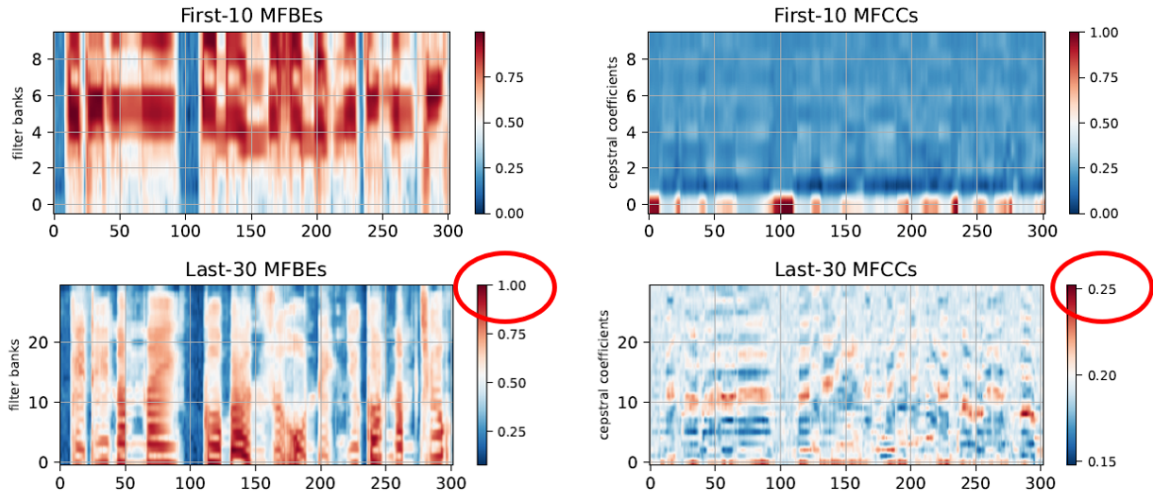 First-10 MFBEs
filter banks
8
6
4
2
0
0 50 100 150 200 250 300
0.75
0.50
0.25
0.00
First-10 MFCCs
cepstral coefficients
8
6
4
2
0
0 50 100 150 200 250 300
1.00
0.75
0.50
0.25
0.00
Last-30 MFBEs
filter banks
20
10
0
0 50 100 150 200 250 300
1.00
0.75
0.50
0.25
Last-30 MFCCs
cepstral coefficients
20
10
0
0 50 100 150 200 250 300
0.25
0.20
0.15